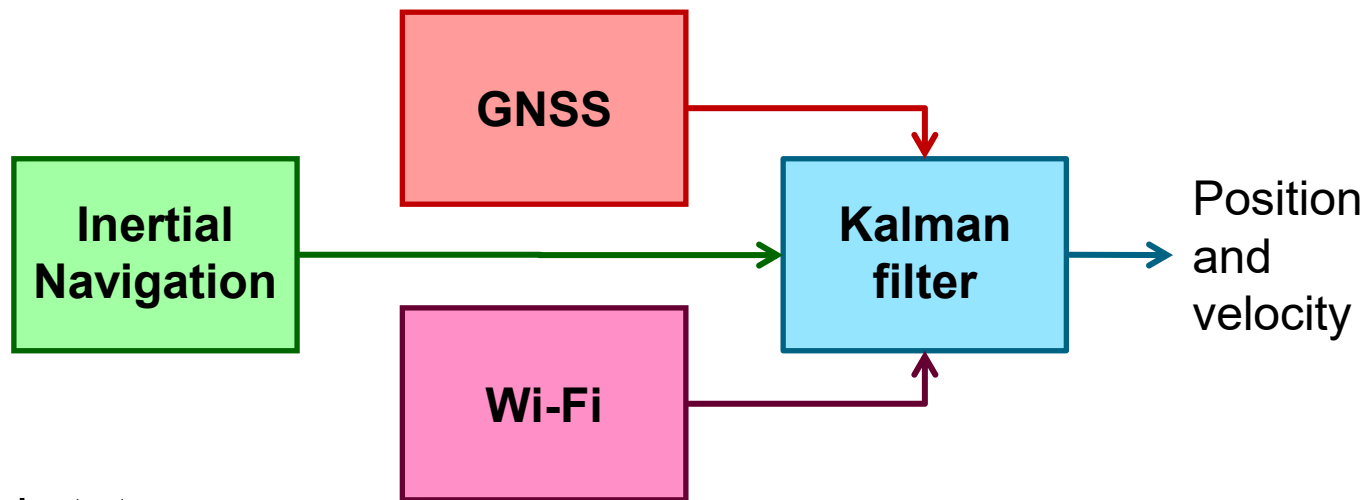 GNSS
Inertial
Navigation
Kalman
filter
Position
and
velocity
Wi-Fi